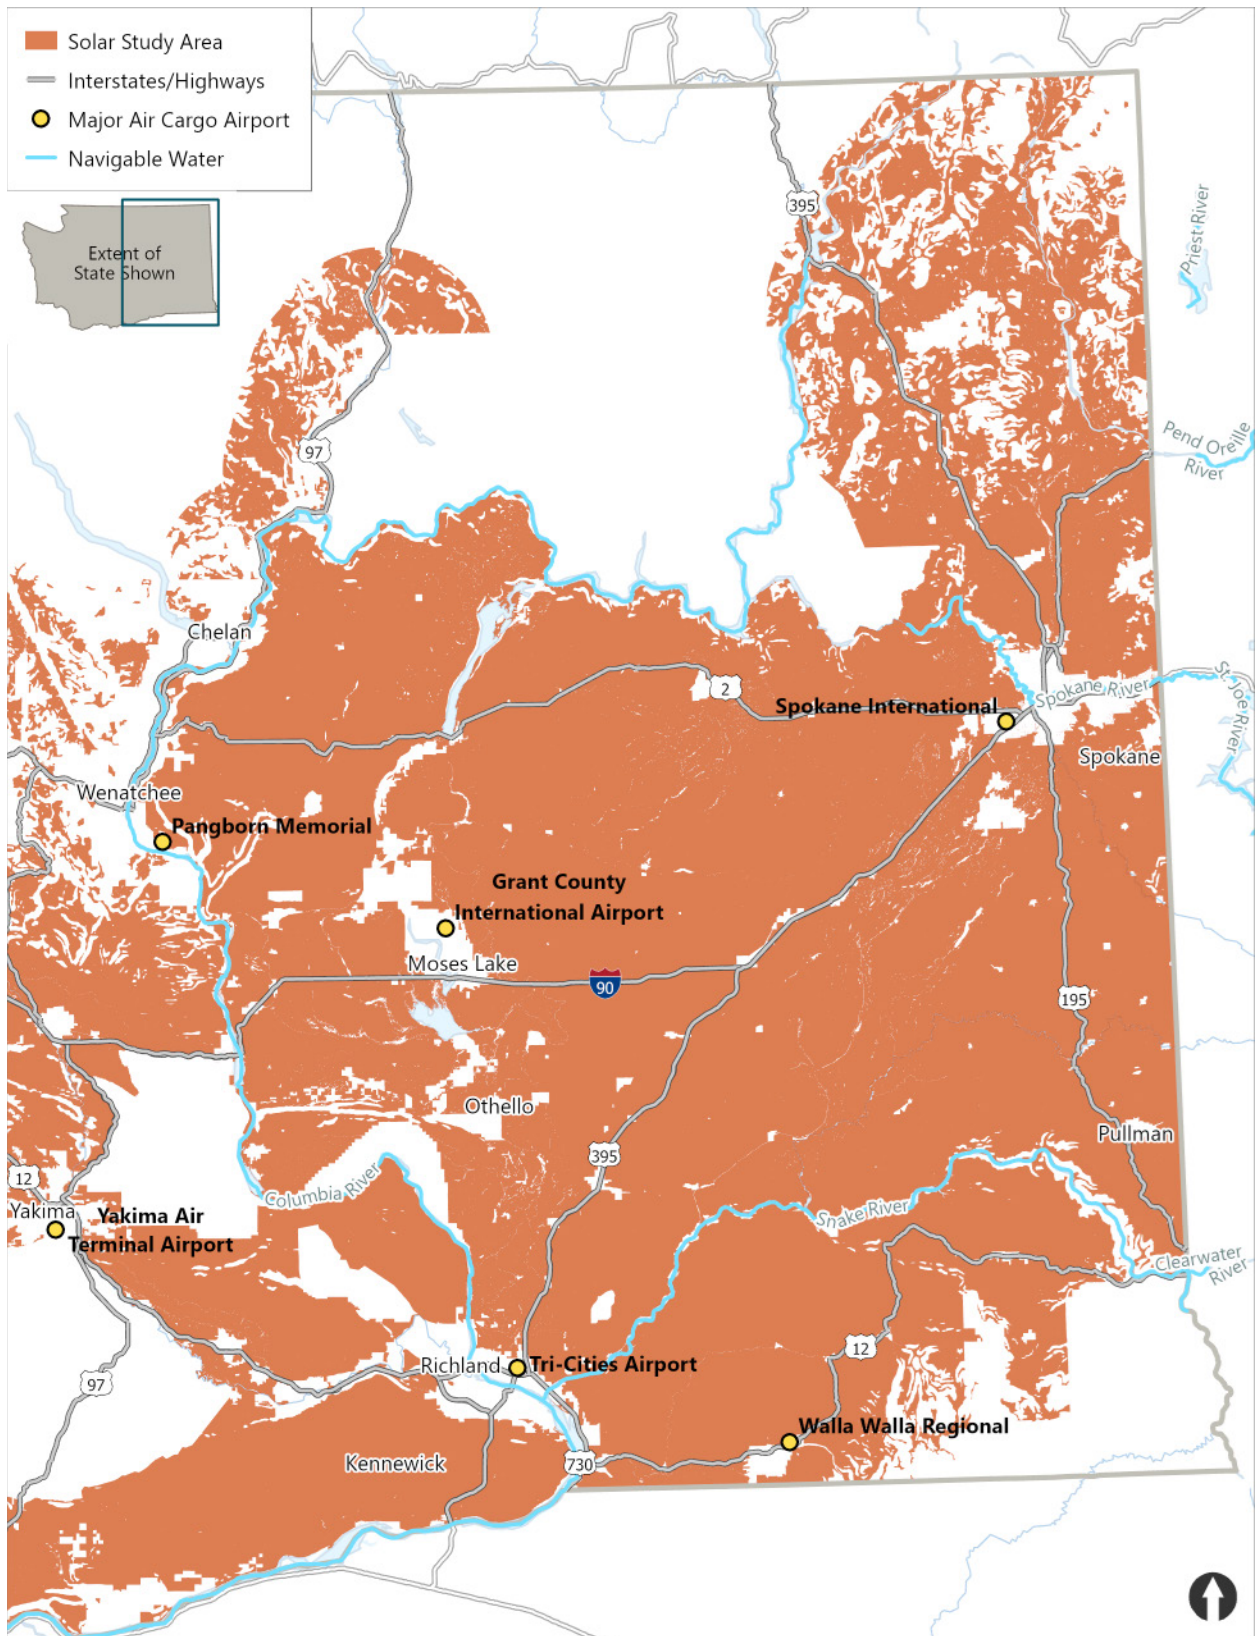 Solar Study Area
Interstates/Highways
Major Air Cargo Airport
Navigable Water
Extent of
State Shown
395
Priest River
97
Pend Oreille
River
Chelan
2
Spokane International
Spokane River
St. Joe River
Spokane
Wenatchee
Pangborn Memorial
Grant County
International Airport
Moses Lake
90
195
Othello
Pullman
395
12
Columbia River
Snake River
Yakima
Yakima Air
Terminal Airport
Clearwater
River
12
Richland
Tri-Cities Airport
97
Walla Walla Regional
Kennewick
730